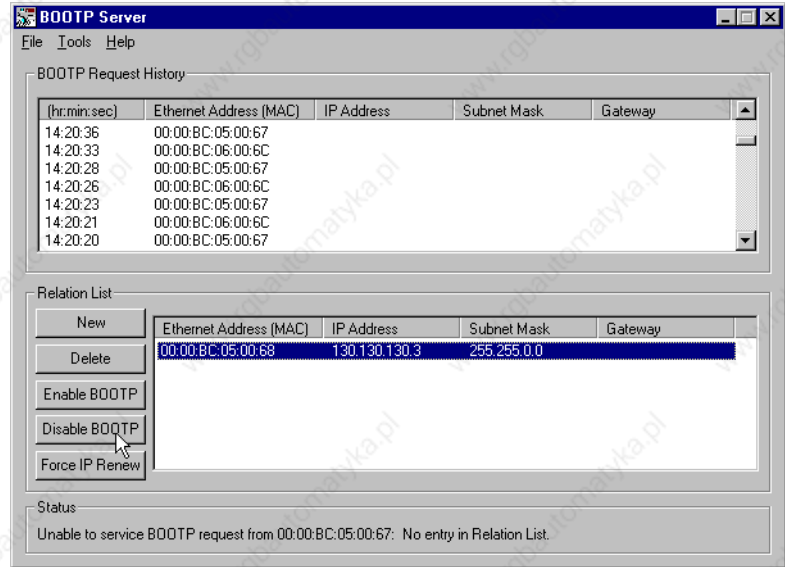 BOOTP Server
File Tools Help
BOOTP Request History
(hr:min:sec) Ethernet Address (MAC) IP Address Subnet Mask Gateway
14:20:36 00:00:BC:05:00:67
14:20:33 00:00:BC:06:00:6C
14:20:28 00:00:BC:05:00:67
14:20:26 00:00:BC:06:00:6C
14:20:23 00:00:BC:05:00:67
14:20:21 00:00:BC:06:00:6C
14:20:20 00:00:BC:05:00:67
Relation List
New
Delete
Enable BOOTP
Disable BOOTP
Force IP Renew
Ethernet Address (MAC) IP Address Subnet Mask Gateway
00:00:BC:05:00:68 130.130.130.3 255.255.0.0
Status
Unable to service BOOTP request from 00:00:BC:05:00:67: No entry in Relation List.